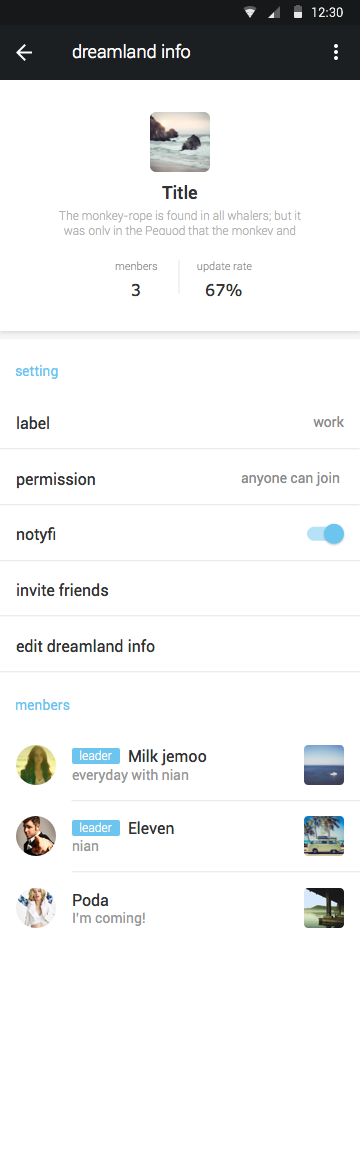 12:30
dreamland info
Title
The monkey-rope is found in all whalers; but it
was only in the Pequod that the monkey and
menbers
update rate
3
67%
setting
label
work
permission
anyone can join
notyfi
invite friends
edit dreamland info
menbers
leader Milk jemoo
everyday with nian
leader Eleven
nian
Poda
I'm coming!